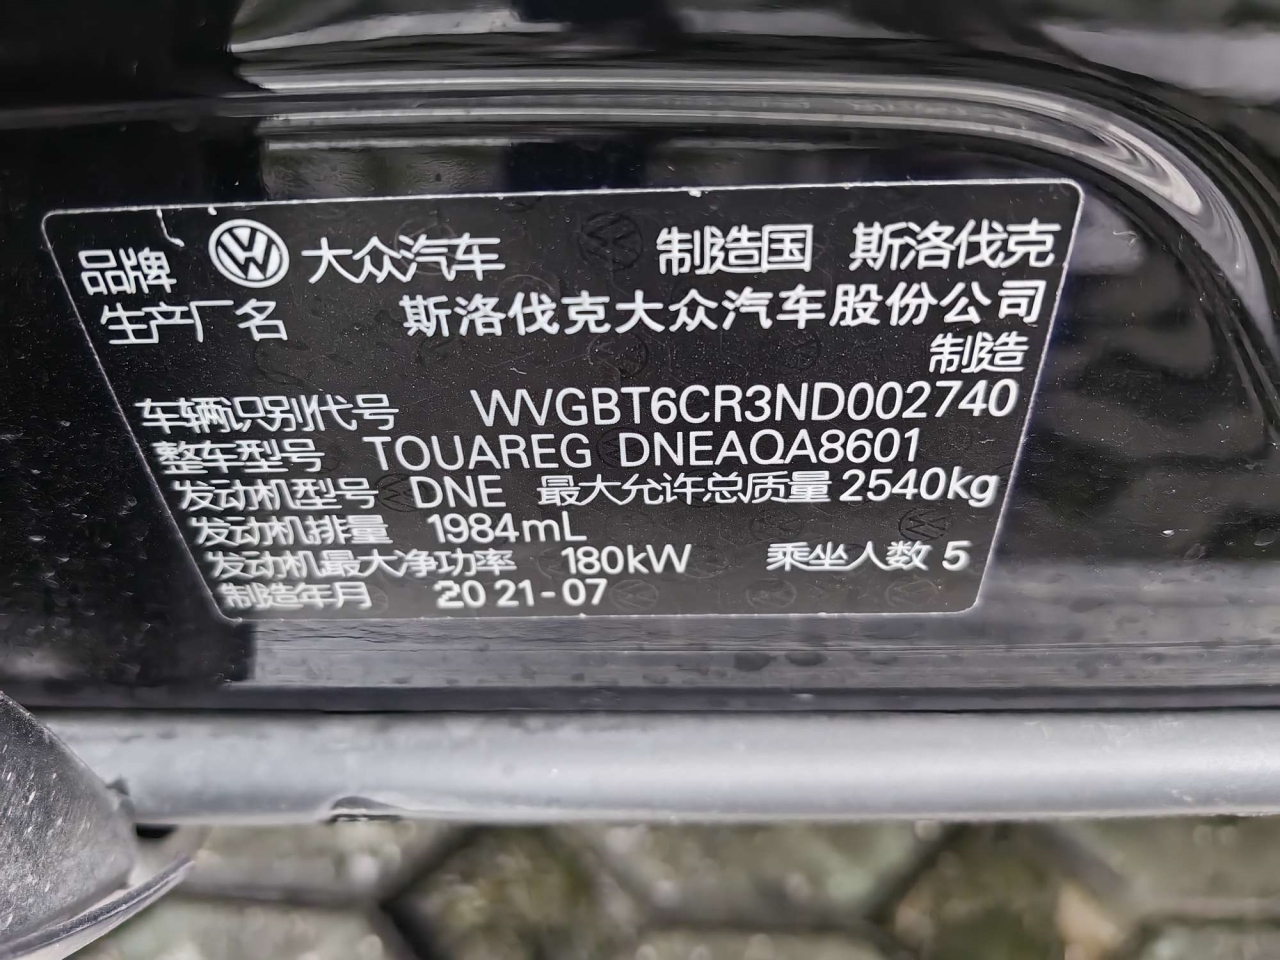 品牌 大众汽车 制造国 斯洛伐克
生产厂名 斯洛伐克大众汽车股份公司
制造
车辆识别代号 WVGBT6CR3ND002740
整车型号 TOUAREG DNEAQA8601
发动机型号 DNE 最大允许总质量 2540kg
发动机排量 1984mL
发动机最大净功率 180kW 乘坐人数 5
制造年月 2021-07